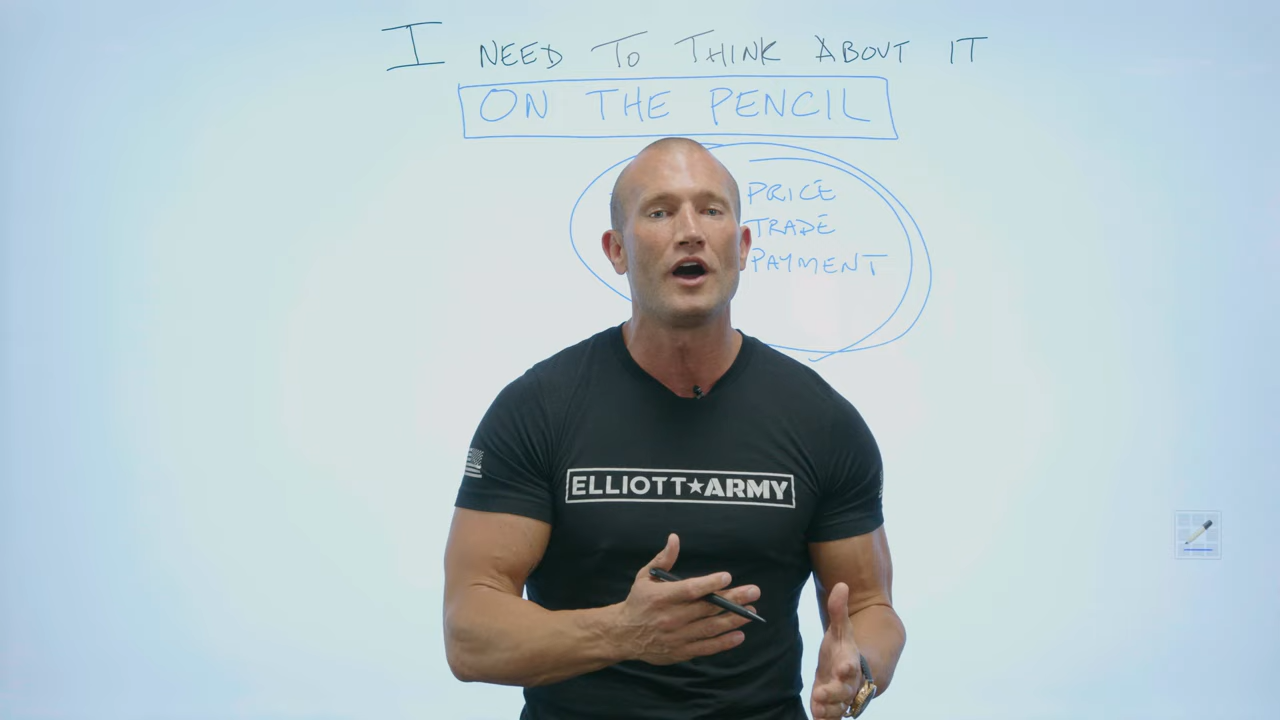 I NEED TO THINK ABOUT IT
ON THE PENCIL
PRICE
TRADE
PAYMENT
ELLIOTT★ARMY